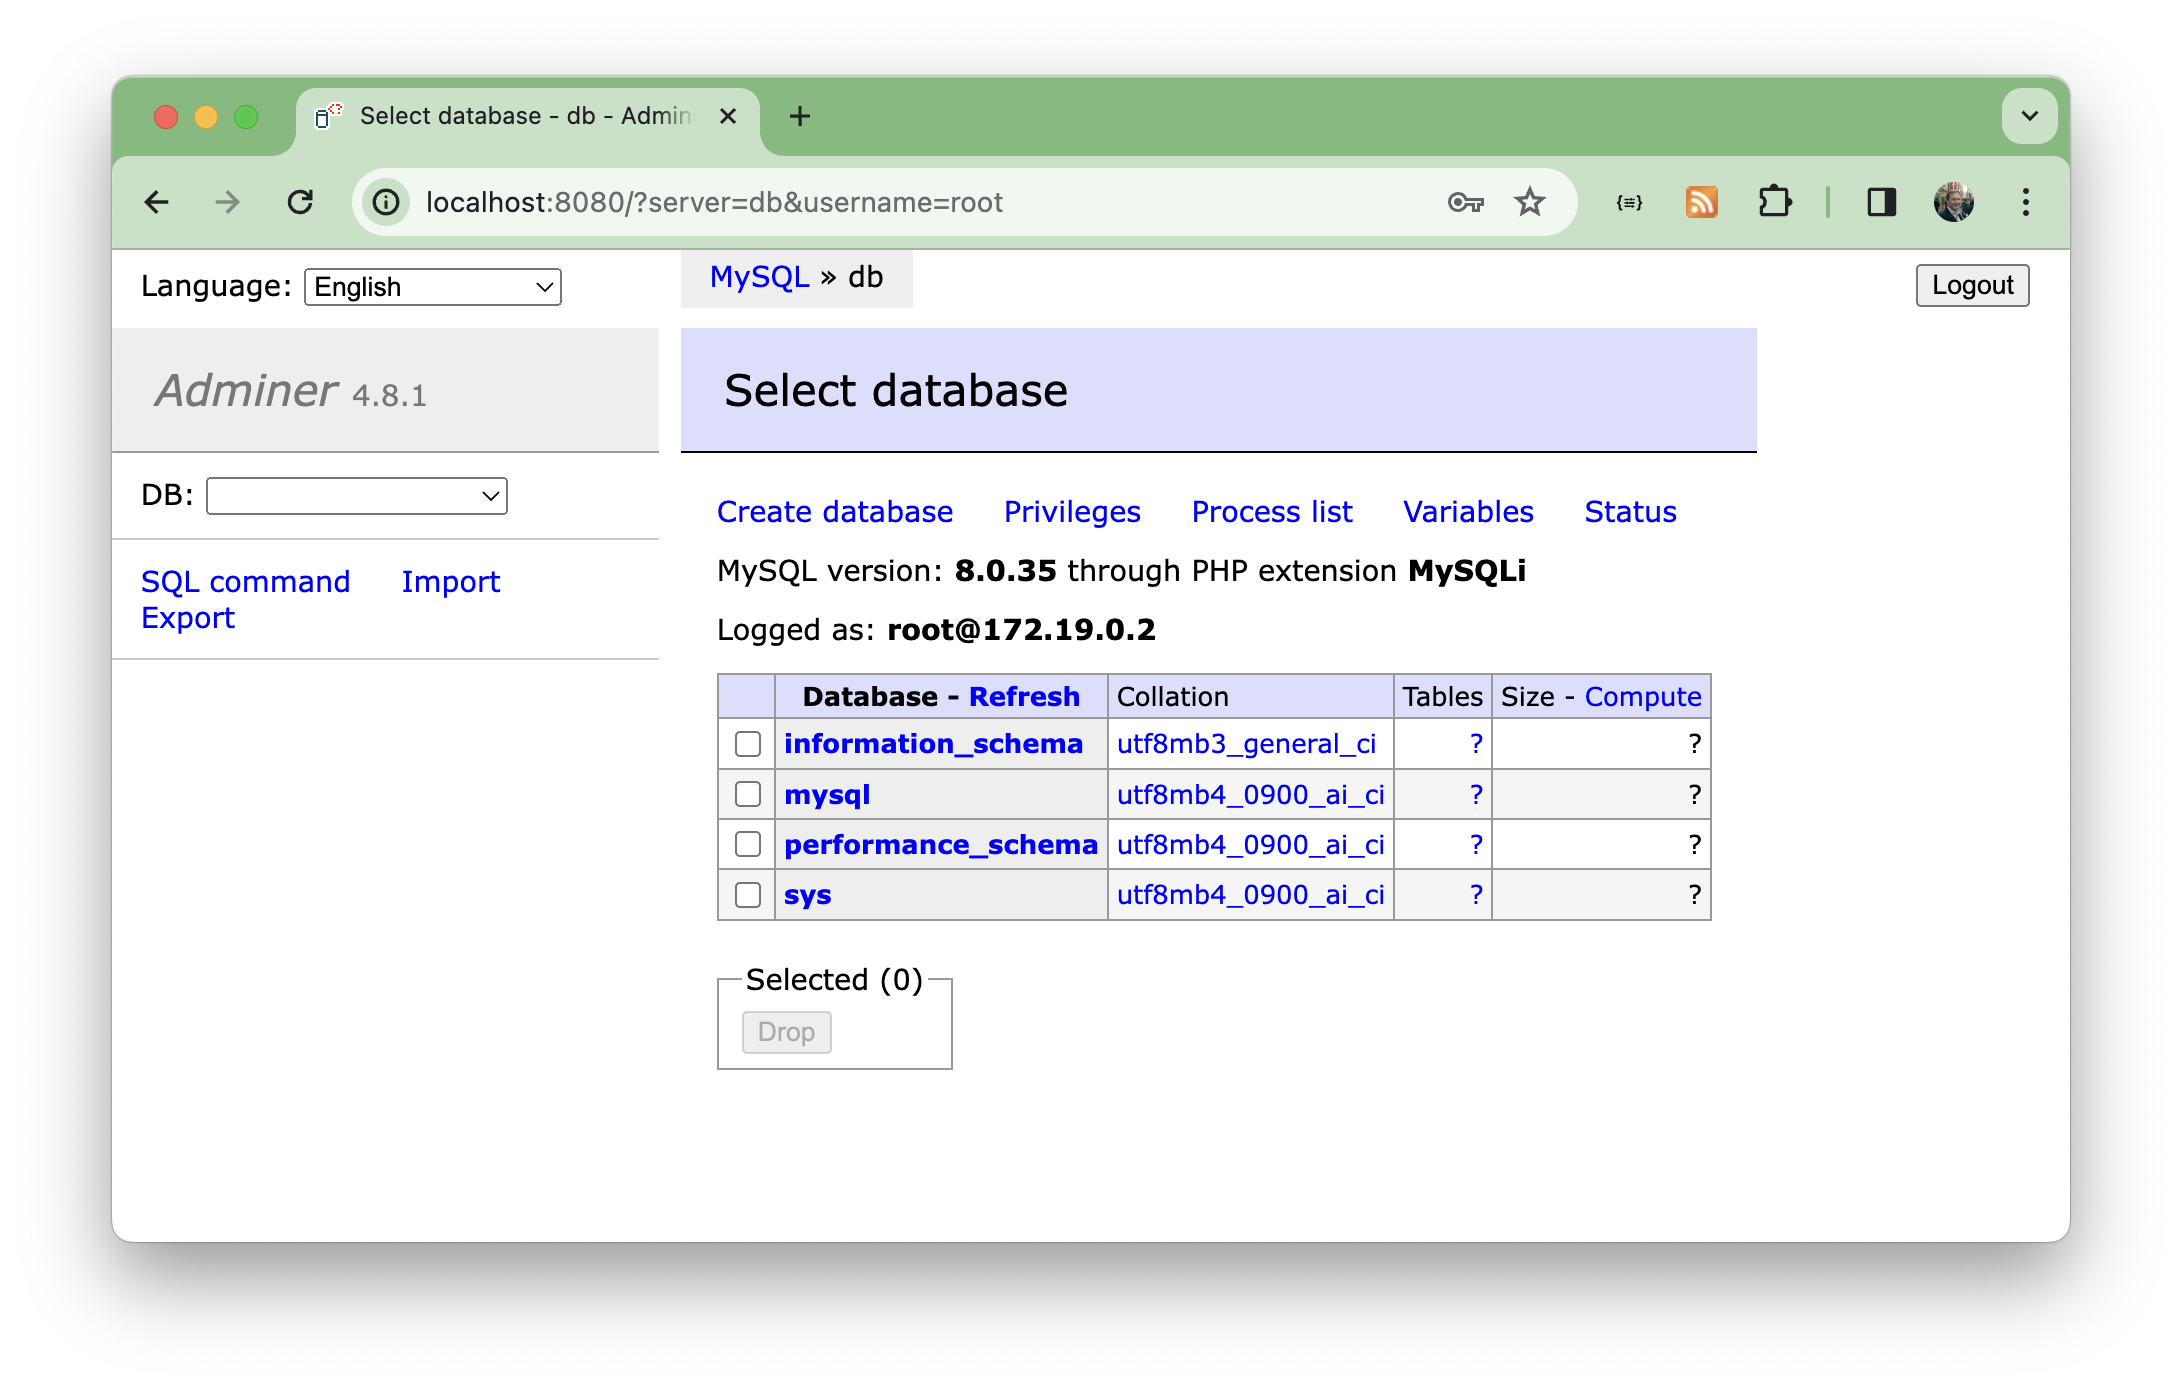 Select database - db - Admin
localhost:8080/?server=db&username=root
Language: English
MySQL » db
Logout
Adminer 4.8.1
Select database
DB:
SQL command Import
Export
Create database Privileges Process list Variables Status
MySQL version: 8.0.35 through PHP extension MySQLi
Logged as: root@172.19.0.2
Database - Refresh Collation Tables Size - Compute
information_schema utf8mb3_general_ci ? ?
mysql utf8mb4_0900_ai_ci ? ?
performance_schema utf8mb4_0900_ai_ci ? ?
sys utf8mb4_0900_ai_ci ? ?
Selected (0)
Drop